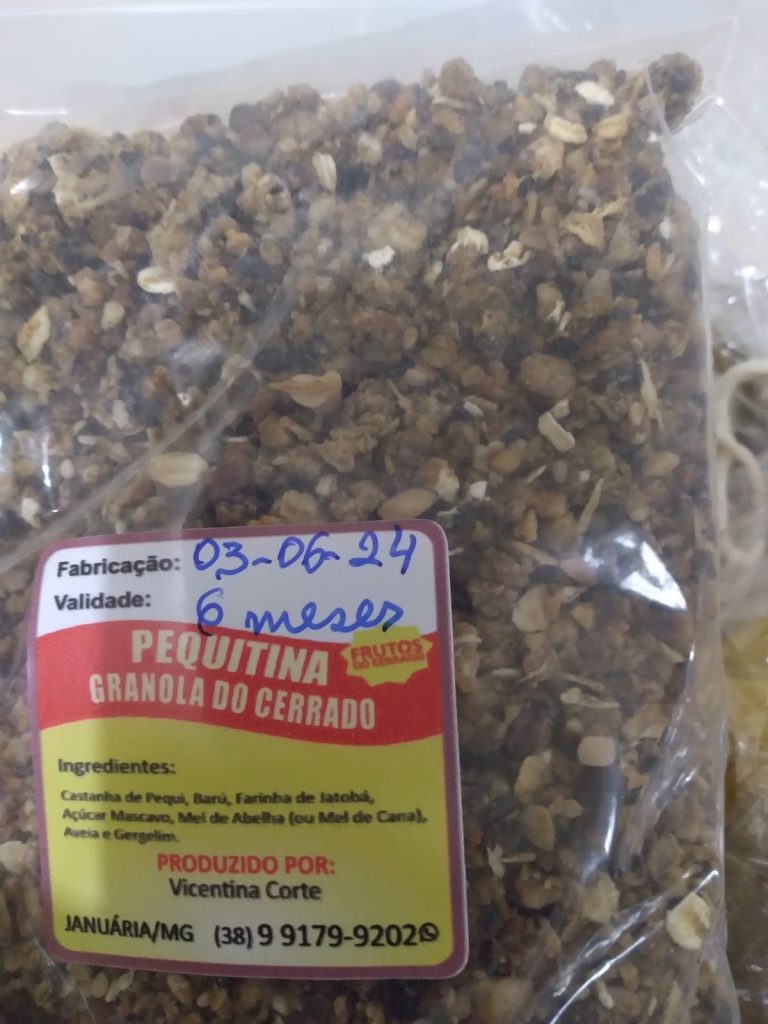 Fabricação: 03-06-24
Validade: 6 meses
PEQUITINA
FRUTOS
DO CERRADO
GRANOLA DO CERRADO
Ingredientes:
Castanha de Pequi, Barú, Farinha de Jatobá,
Açúcar Mascavo, Mel de Abelha (ou Mel de Cana),
Aveia e Gergelim.
PRODUZIDO POR:
Vicentina Corte
JANUÁRIA/MG (38) 9 9179-9202